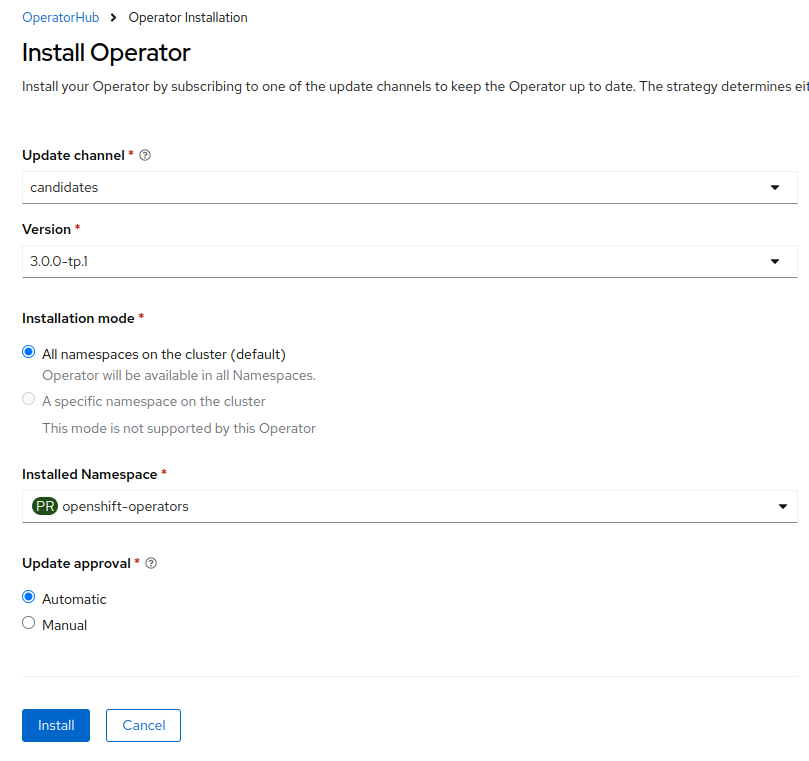 OperatorHub > Operator Installation
Install Operator
Install your Operator by subscribing to one of the update channels to keep the Operator up to date. The strategy determines
Update channel *
candidates
Version *
3.0.0-tp.1
Installation mode *
All namespaces on the cluster (default)
Operator will be available in all Namespaces.
A specific namespace on the cluster
This mode is not supported by this Operator
Installed Namespace *
PR openshift-operators
Update approval *
Automatic
Manual
Install Cancel